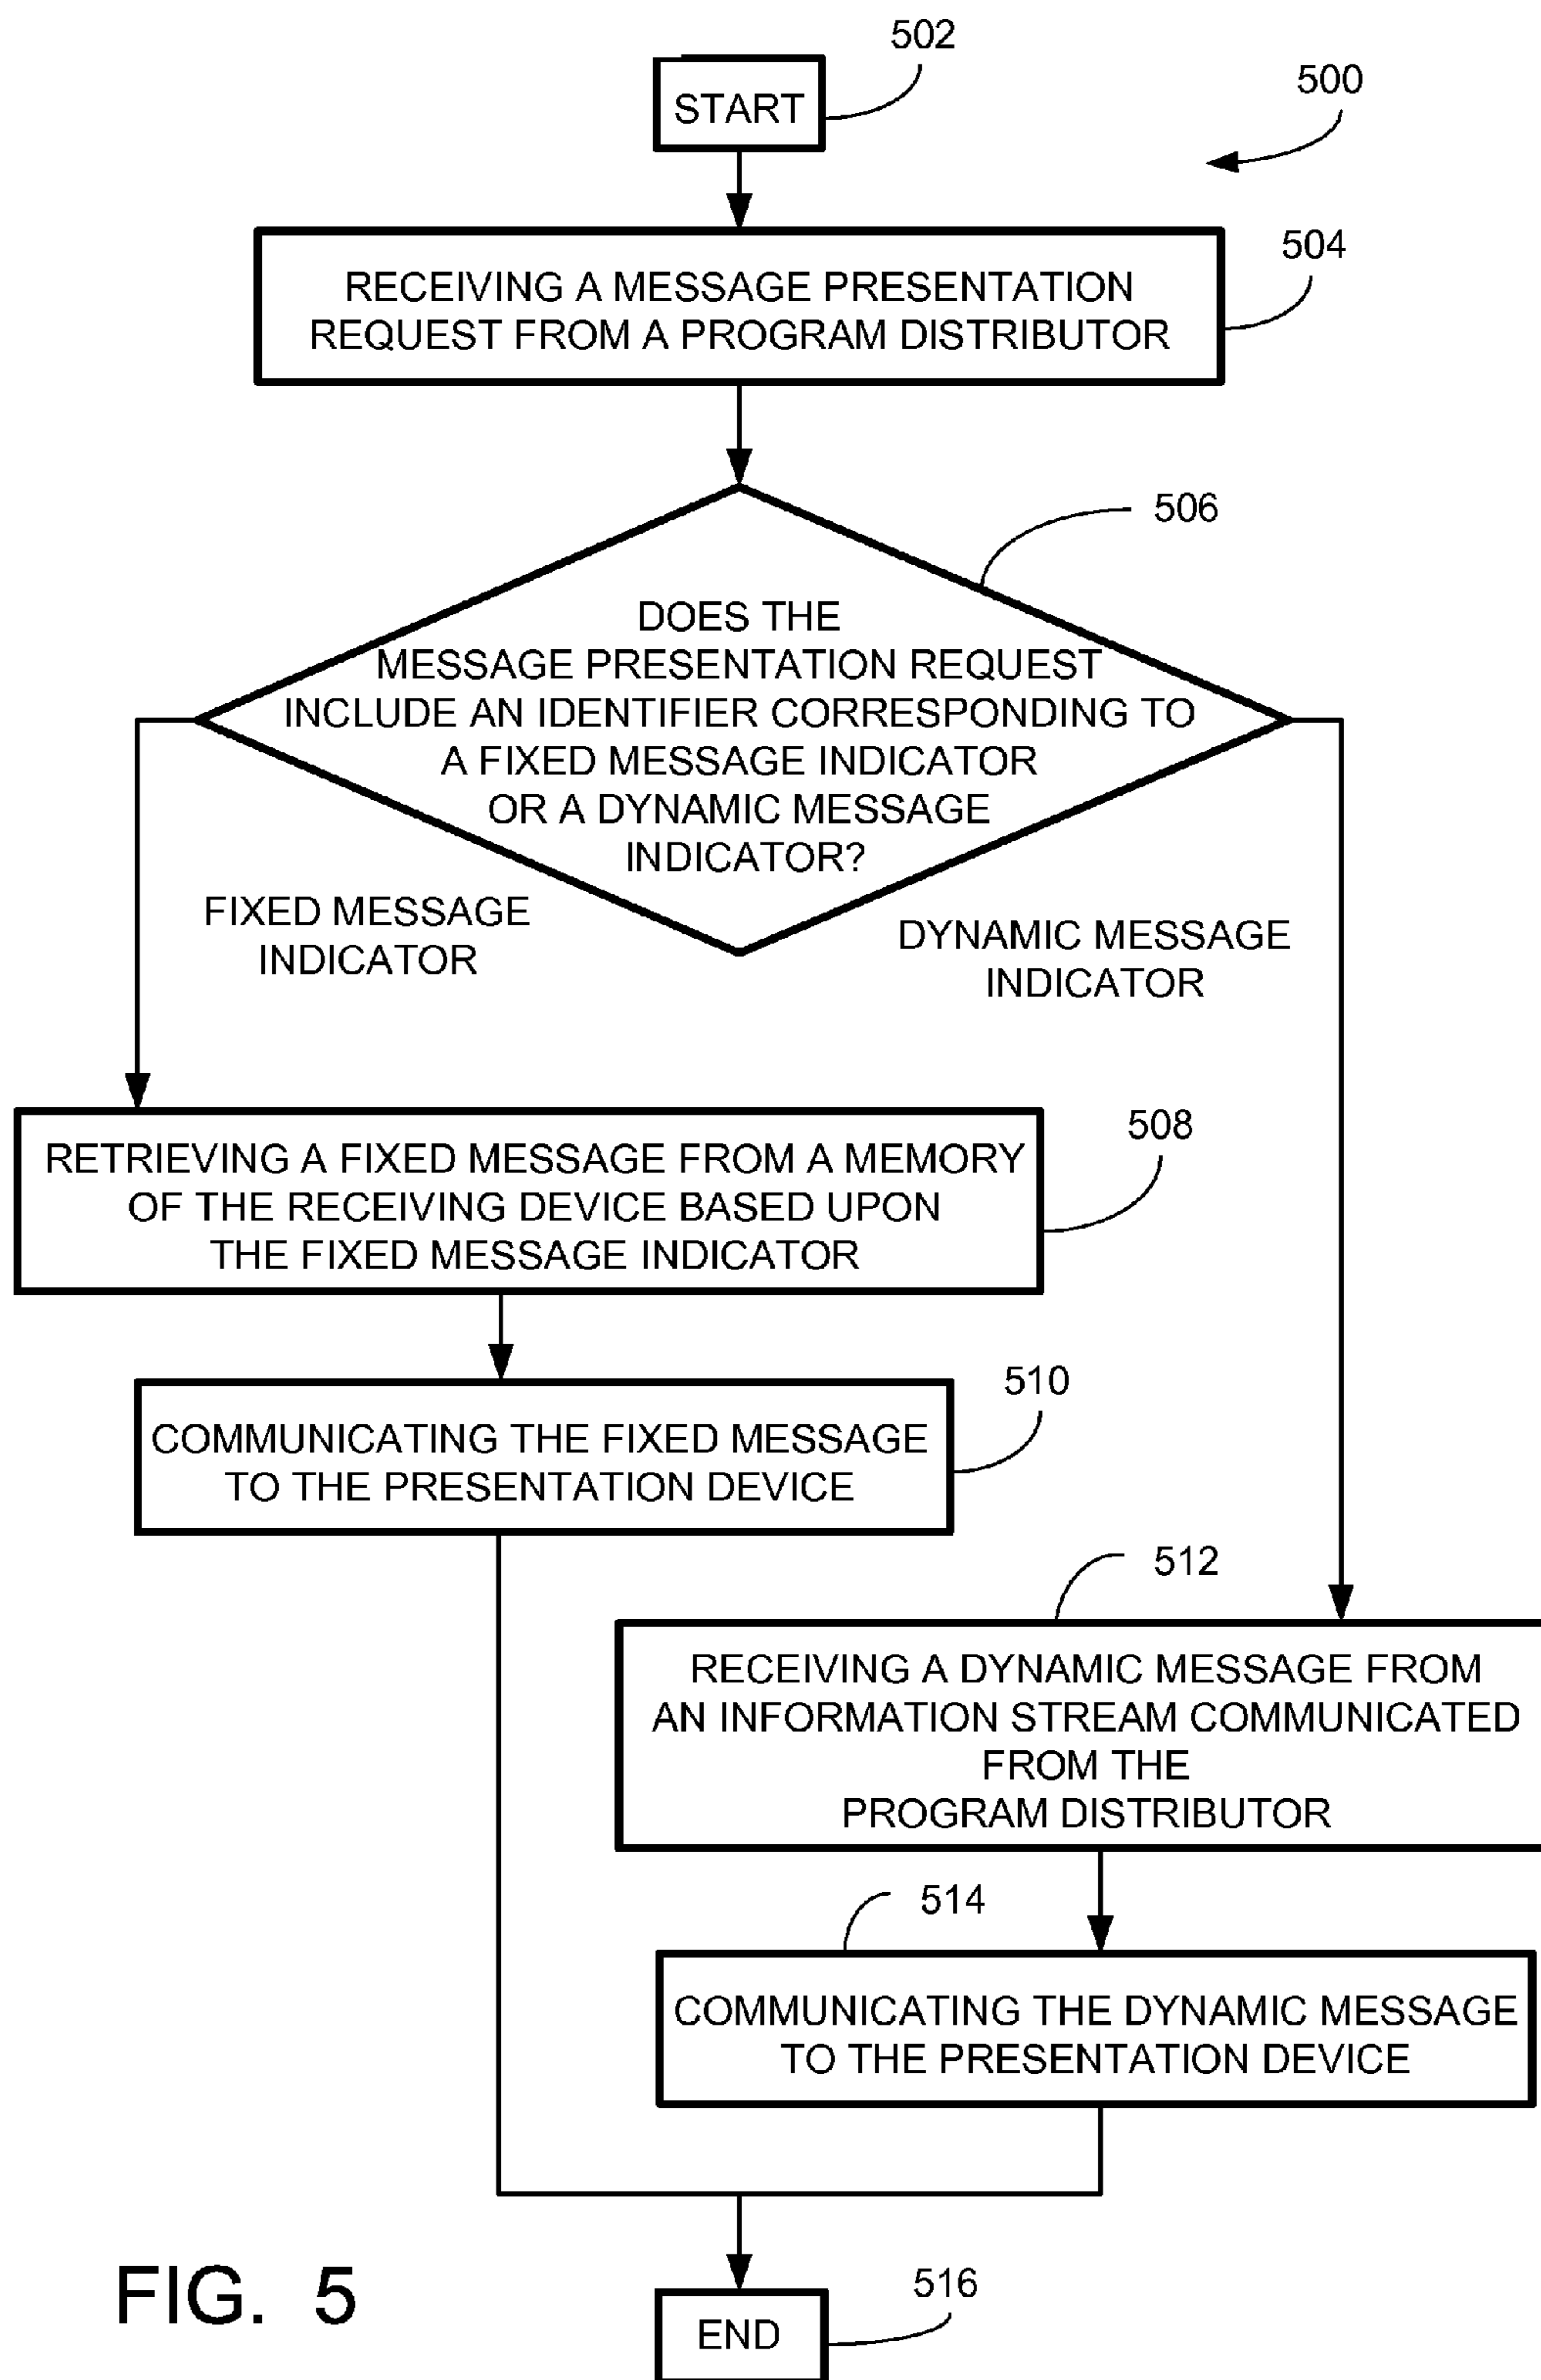 502
START
500
504
RECEIVING A MESSAGE PRESENTATION
REQUEST FROM A PROGRAM DISTRIBUTOR
506
DOES THE
MESSAGE PRESENTATION REQUEST
INCLUDE AN IDENTIFIER CORRESPONDING TO
A FIXED MESSAGE INDICATOR
OR A DYNAMIC MESSAGE
INDICATOR?
FIXED MESSAGE
INDICATOR
DYNAMIC MESSAGE
INDICATOR
508
RETRIEVING A FIXED MESSAGE FROM A MEMORY
OF THE RECEIVING DEVICE BASED UPON
THE FIXED MESSAGE INDICATOR
510
COMMUNICATING THE FIXED MESSAGE
TO THE PRESENTATION DEVICE
512
RECEIVING A DYNAMIC MESSAGE FROM
AN INFORMATION STREAM COMMUNICATED
FROM THE
PROGRAM DISTRIBUTOR
514
COMMUNICATING THE DYNAMIC MESSAGE
TO THE PRESENTATION DEVICE
516
END
FIG. 5